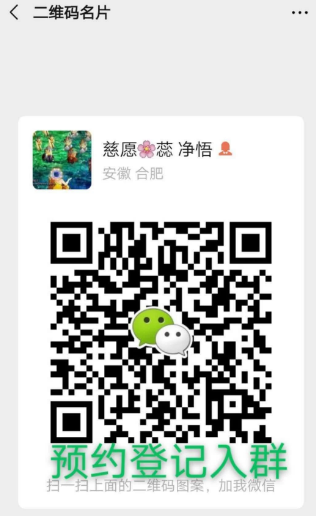 二维码名片
慈愿🌸蕊 净悟
安徽 合肥
预约登记入群
扫一扫上面的二维码图案，加我微信